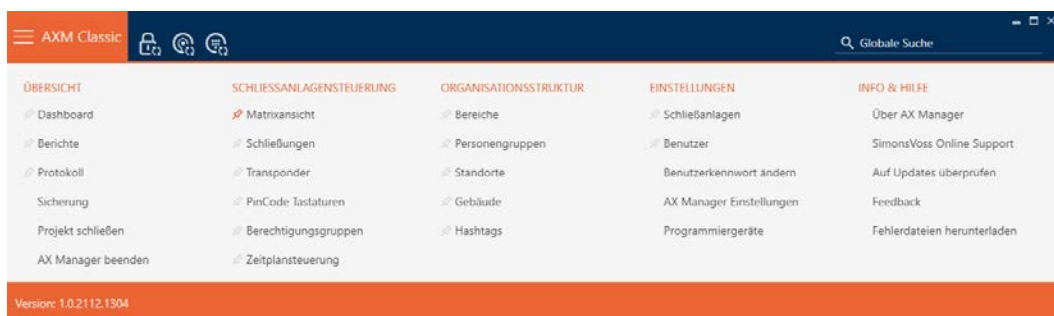 AXM Classic
Globale Suche
ÜBERSICHT
Dashboard
Berichte
Protokoll
Sicherung
Projekt schließen
AX Manager beenden
SCHLIESSANLAGENSTEUERUNG
Matrixansicht
Schließungen
Transponder
PinCode Tastaturen
Berechtigungsgruppen
Zeitplansteuerung
ORGANISATIONSSTRUKTUR
Bereiche
Personengruppen
Standorte
Gebäude
Hashtags
EINSTELLUNGEN
Schließanlagen
Benutzer
Benutzerkennwort ändern
AX Manager Einstellungen
Programmiergeräte
INFO & HILFE
Über AX Manager
SimonsVoss Online Support
Auf Updates überprüfen
Feedback
Fehlerdateien herunterladen
Version: 1.0.2112.1304